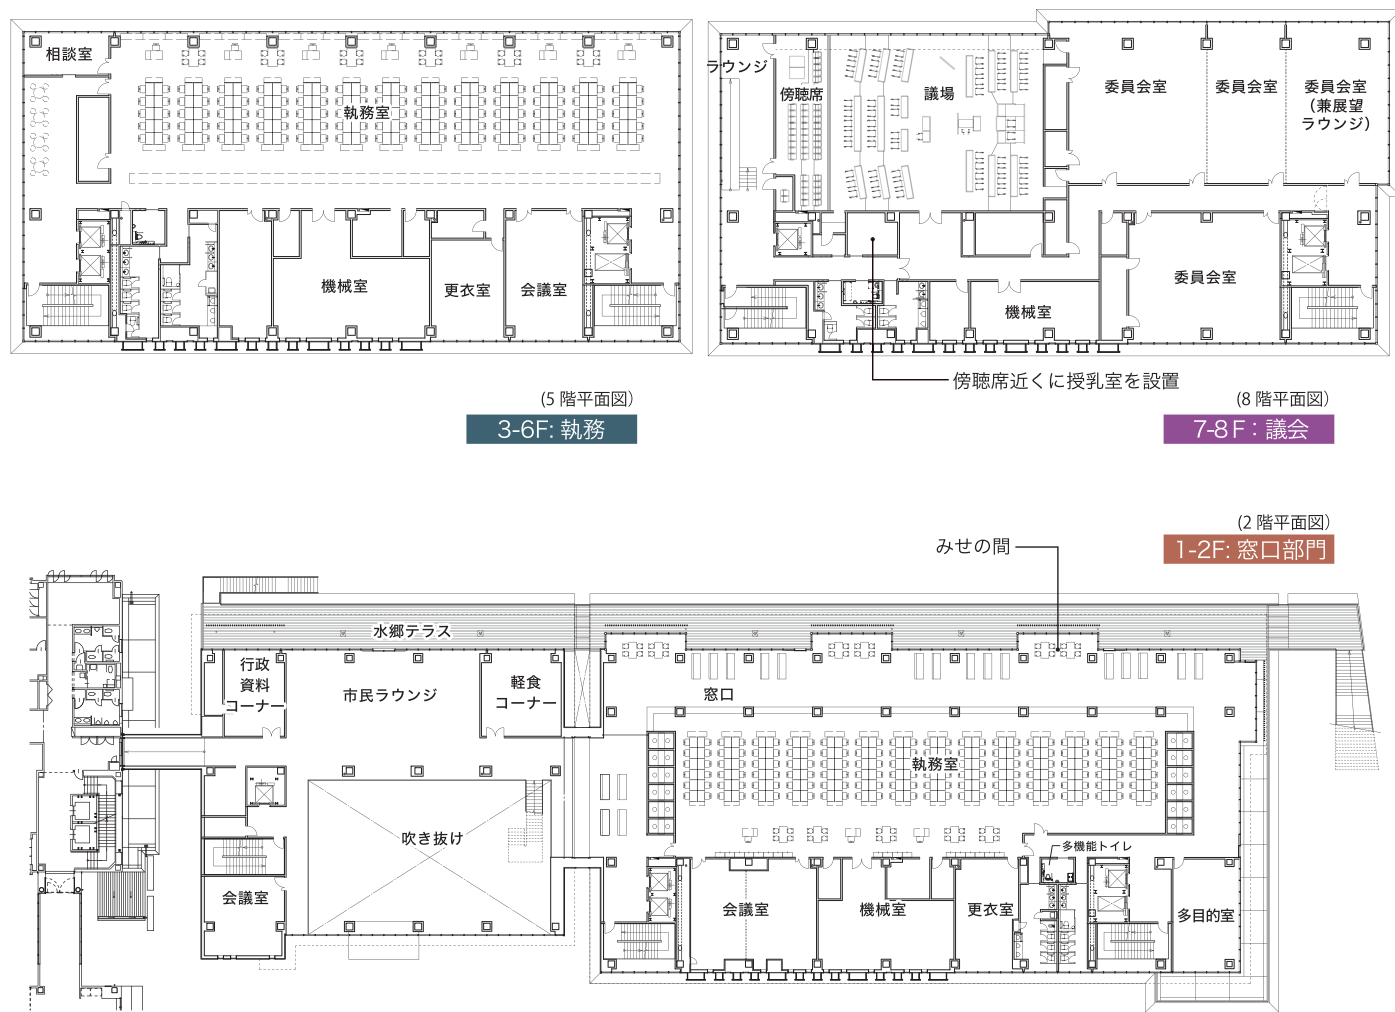 相談室
執務室
機械室
更衣室
会議室
(5 階平面図)
3-6F: 執務
ラウンジ
傍聴席
議場
委員会室
委員会室
委員会室
（兼展望
ラウンジ）
委員会室
機械室
傍聴席近くに授乳室を設置
(8 階平面図)
7-8 F：議会
(2 階平面図)
1-2F: 窓口部門
みせの間
水郷テラス
行政
資料
コーナー
市民ラウンジ
軽食
コーナー
窓口
執務室
吹き抜け
多機能トイレ
会議室
会議室
機械室
更衣室
多目的室